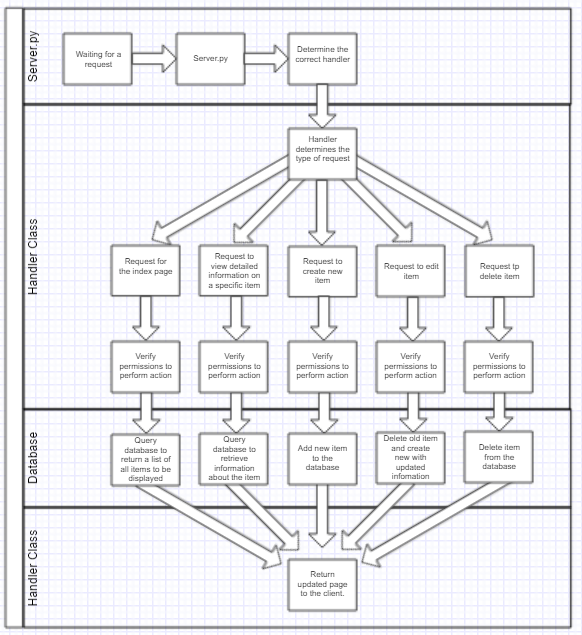 Server.py
Waiting for a
request
Server.py
Determine the
correct handler
Handler Class
Handler
determines the
type of request
Request for
the index page
Request to
view detailed
information on
a specific item
Request to
create new
item
Request to edit
item
Request tp
delete item
Verify
permissions to
perform action
Verify
permissions to
perform action
Verify
permissions to
perform action
Verify
permissions to
perform action
Verify
permissions to
perform action
Database
Query
database to
return a list of
all items to be
displayed
Query
database to
retrieve
information
about the item
Add new item
to the
database
Delete old item
and create
new with
updated
infomation
Delete item
from the
database
Handler Class
Return
updated page
to the client.